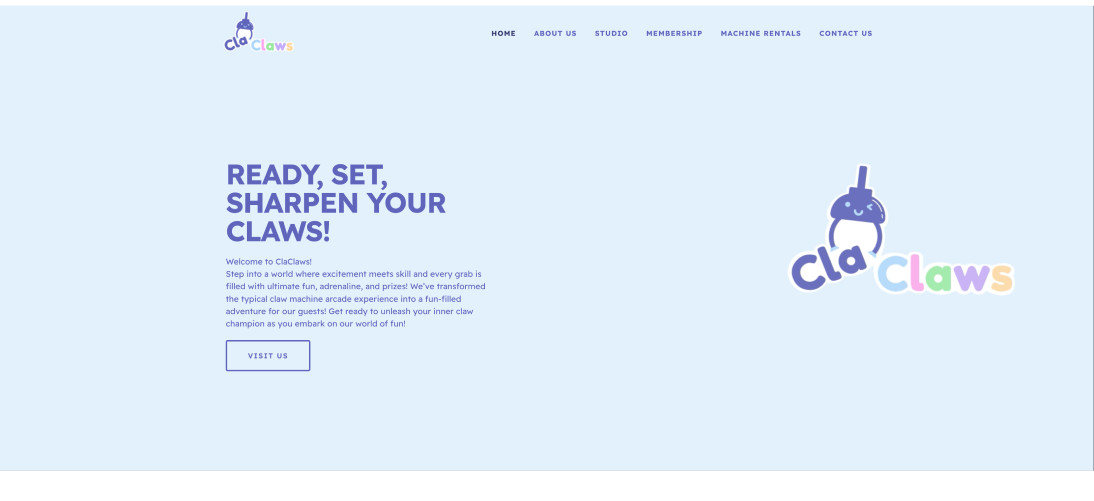 Cla Claws
HOME ABOUT US STUDIO MEMBERSHIP MACHINE RENTALS CONTACT US
READY, SET,
SHARPEN YOUR
CLAWS!
Welcome to ClaClaws!
Step into a world where excitement meets skill and every grab is
filled with ultimate fun, adrenaline, and prizes! We've transformed
the typical claw machine arcade experience into a fun-filled
adventure for our guests! Get ready to unleash your inner claw
champion as you embark on our world of fun!
VISIT US
Cla Claws